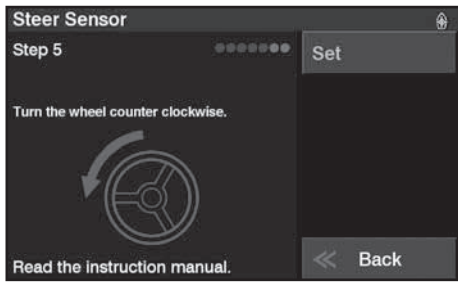 Steer Sensor
Step 5
Set
Turn the wheel counter clockwise.
Read the instruction manual.
Back